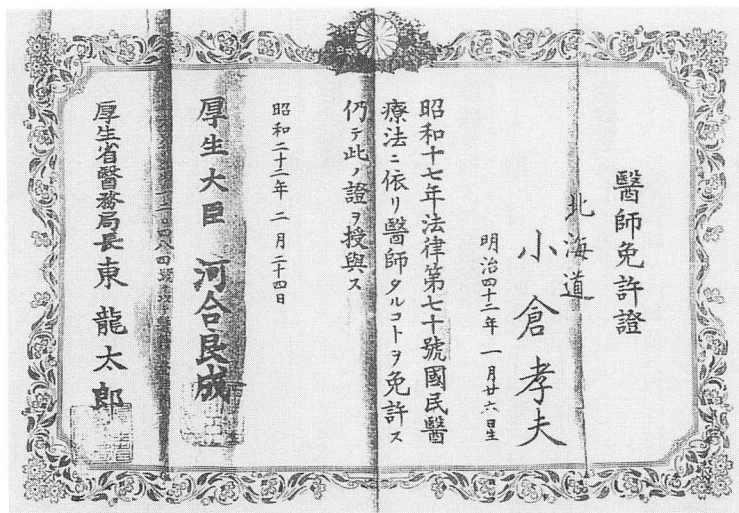 醫師免許證
北海道
小倉孝夫
明治四十二年一月廿六日生
昭和十七年法律第七十號國民醫
療法ニ依リ醫師タルコトヲ免許ス
仍テ此ノ證ヲ授與ス
昭和二十二年二月二十四日
厚生大臣 河合良成
厚生省醫務局長 東龍太郎